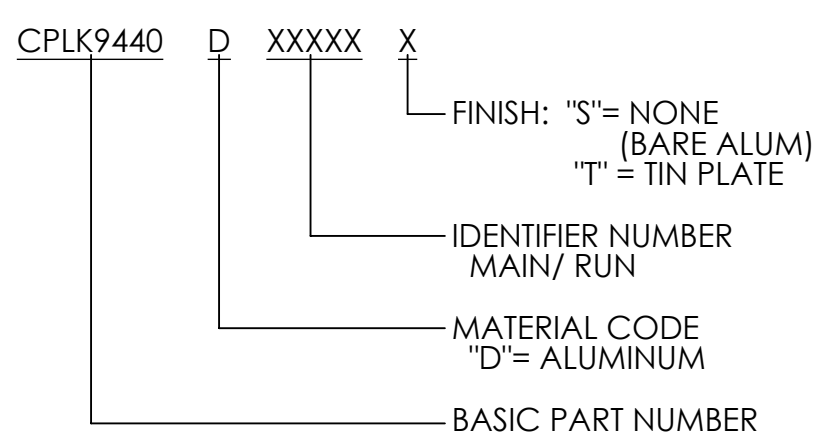 CPLK9440 D XXXXX X
FINISH: "S"= NONE
(BARE ALUM)
"T" = TIN PLATE
IDENTIFIER NUMBER
MAIN/ RUN
MATERIAL CODE
"D"= ALUMINUM
BASIC PART NUMBER